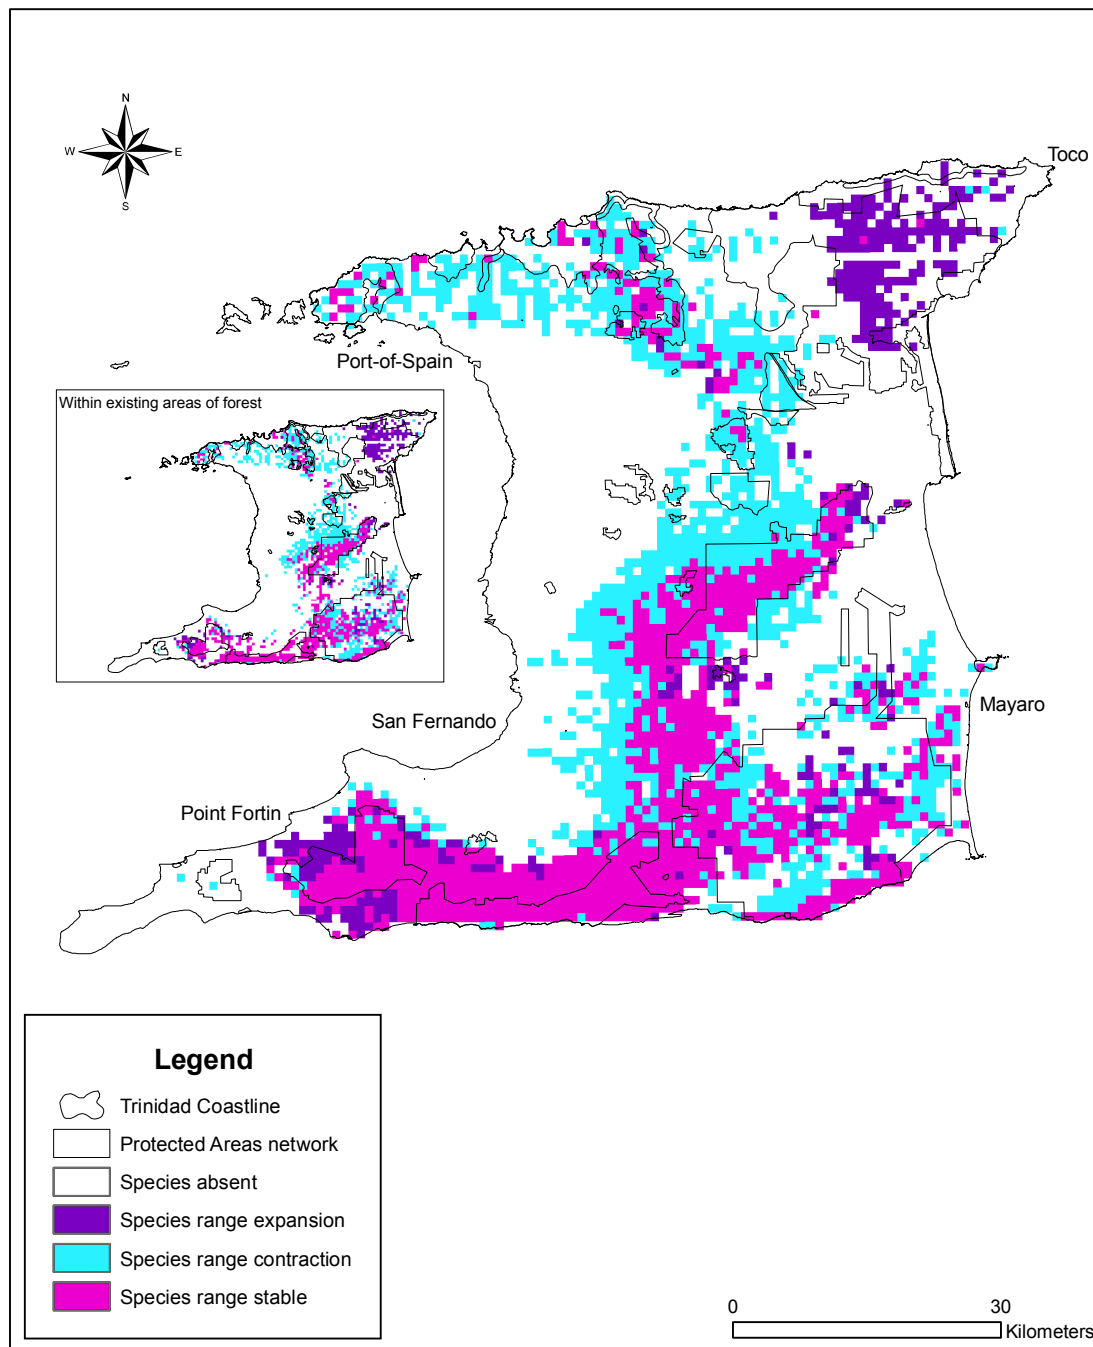 N
W E
S
Toco
Port-of-Spain
Within existing areas of forest
San Fernando
Mayaro
Point Fortin
Legend
Trinidad Coastline
Protected Areas network
Species absent
Species range expansion
Species range contraction
Species range stable
0 30
Kilometers